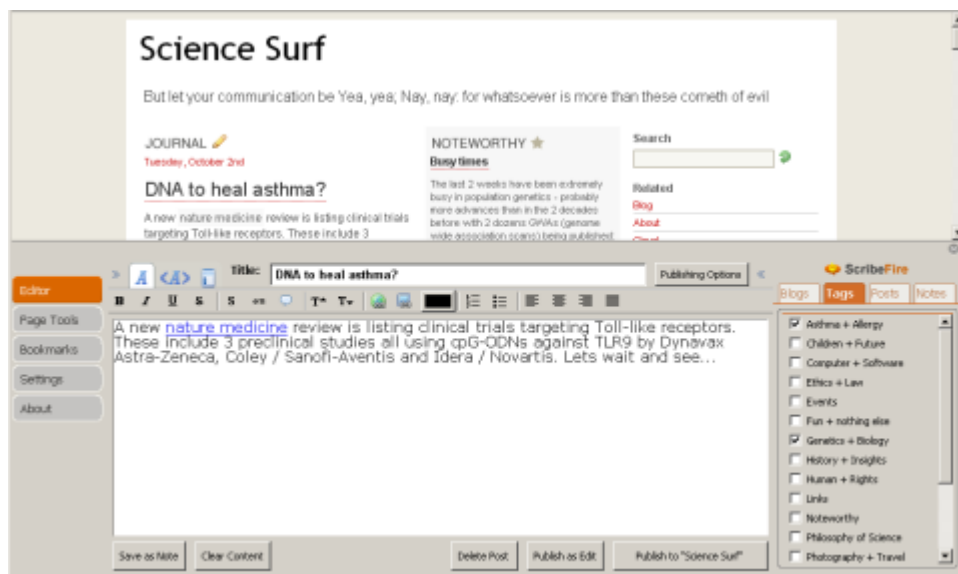 Science Surf
But let your communication be Yea, yea; Nay, nay: for whatsoever is more than these cometh of evil
JOURNAL
Tuesday, October 2nd
DNA to heal asthma?
A new nature medicine review is listing clinical trials
targeting Toll-like receptors. These include 3
NOTEWORTHY
Busy times
The last 2 weeks have been extremely
busy in population genetics - probably
more advances than in the 2 decades
before with 2 dozens GWAs (genome
wide association scans) being published
Search
Related
Blog
About
Cloud
Editor
Page Tools
Bookmarks
Settings
About
» A <A> Title: DNA to heal asthma? Publishing Options «
B I U S S T T
A new nature medicine review is listing clinical trials targeting Toll-like receptors.
These include 3 preclinical studies all using cpG-ODNs against TLR9 by Dynavax
Astra-Zeneca, Coley / Sanofi-Aventis and Idera / Novartis. Lets wait and see...
Save as Note Clear Content Delete Post Publish as Edit Publish to "Science Surf"
ScribeFire
Blogs Tags Posts Notes
Asthma + Allergy
Children + Future
Computer + Software
Ethics + Law
Events
Fun + nothing else
Genetics + Biology
History + Insights
Human + Rights
Links
Noteworthy
Philosophy of Science
Photography + Travel